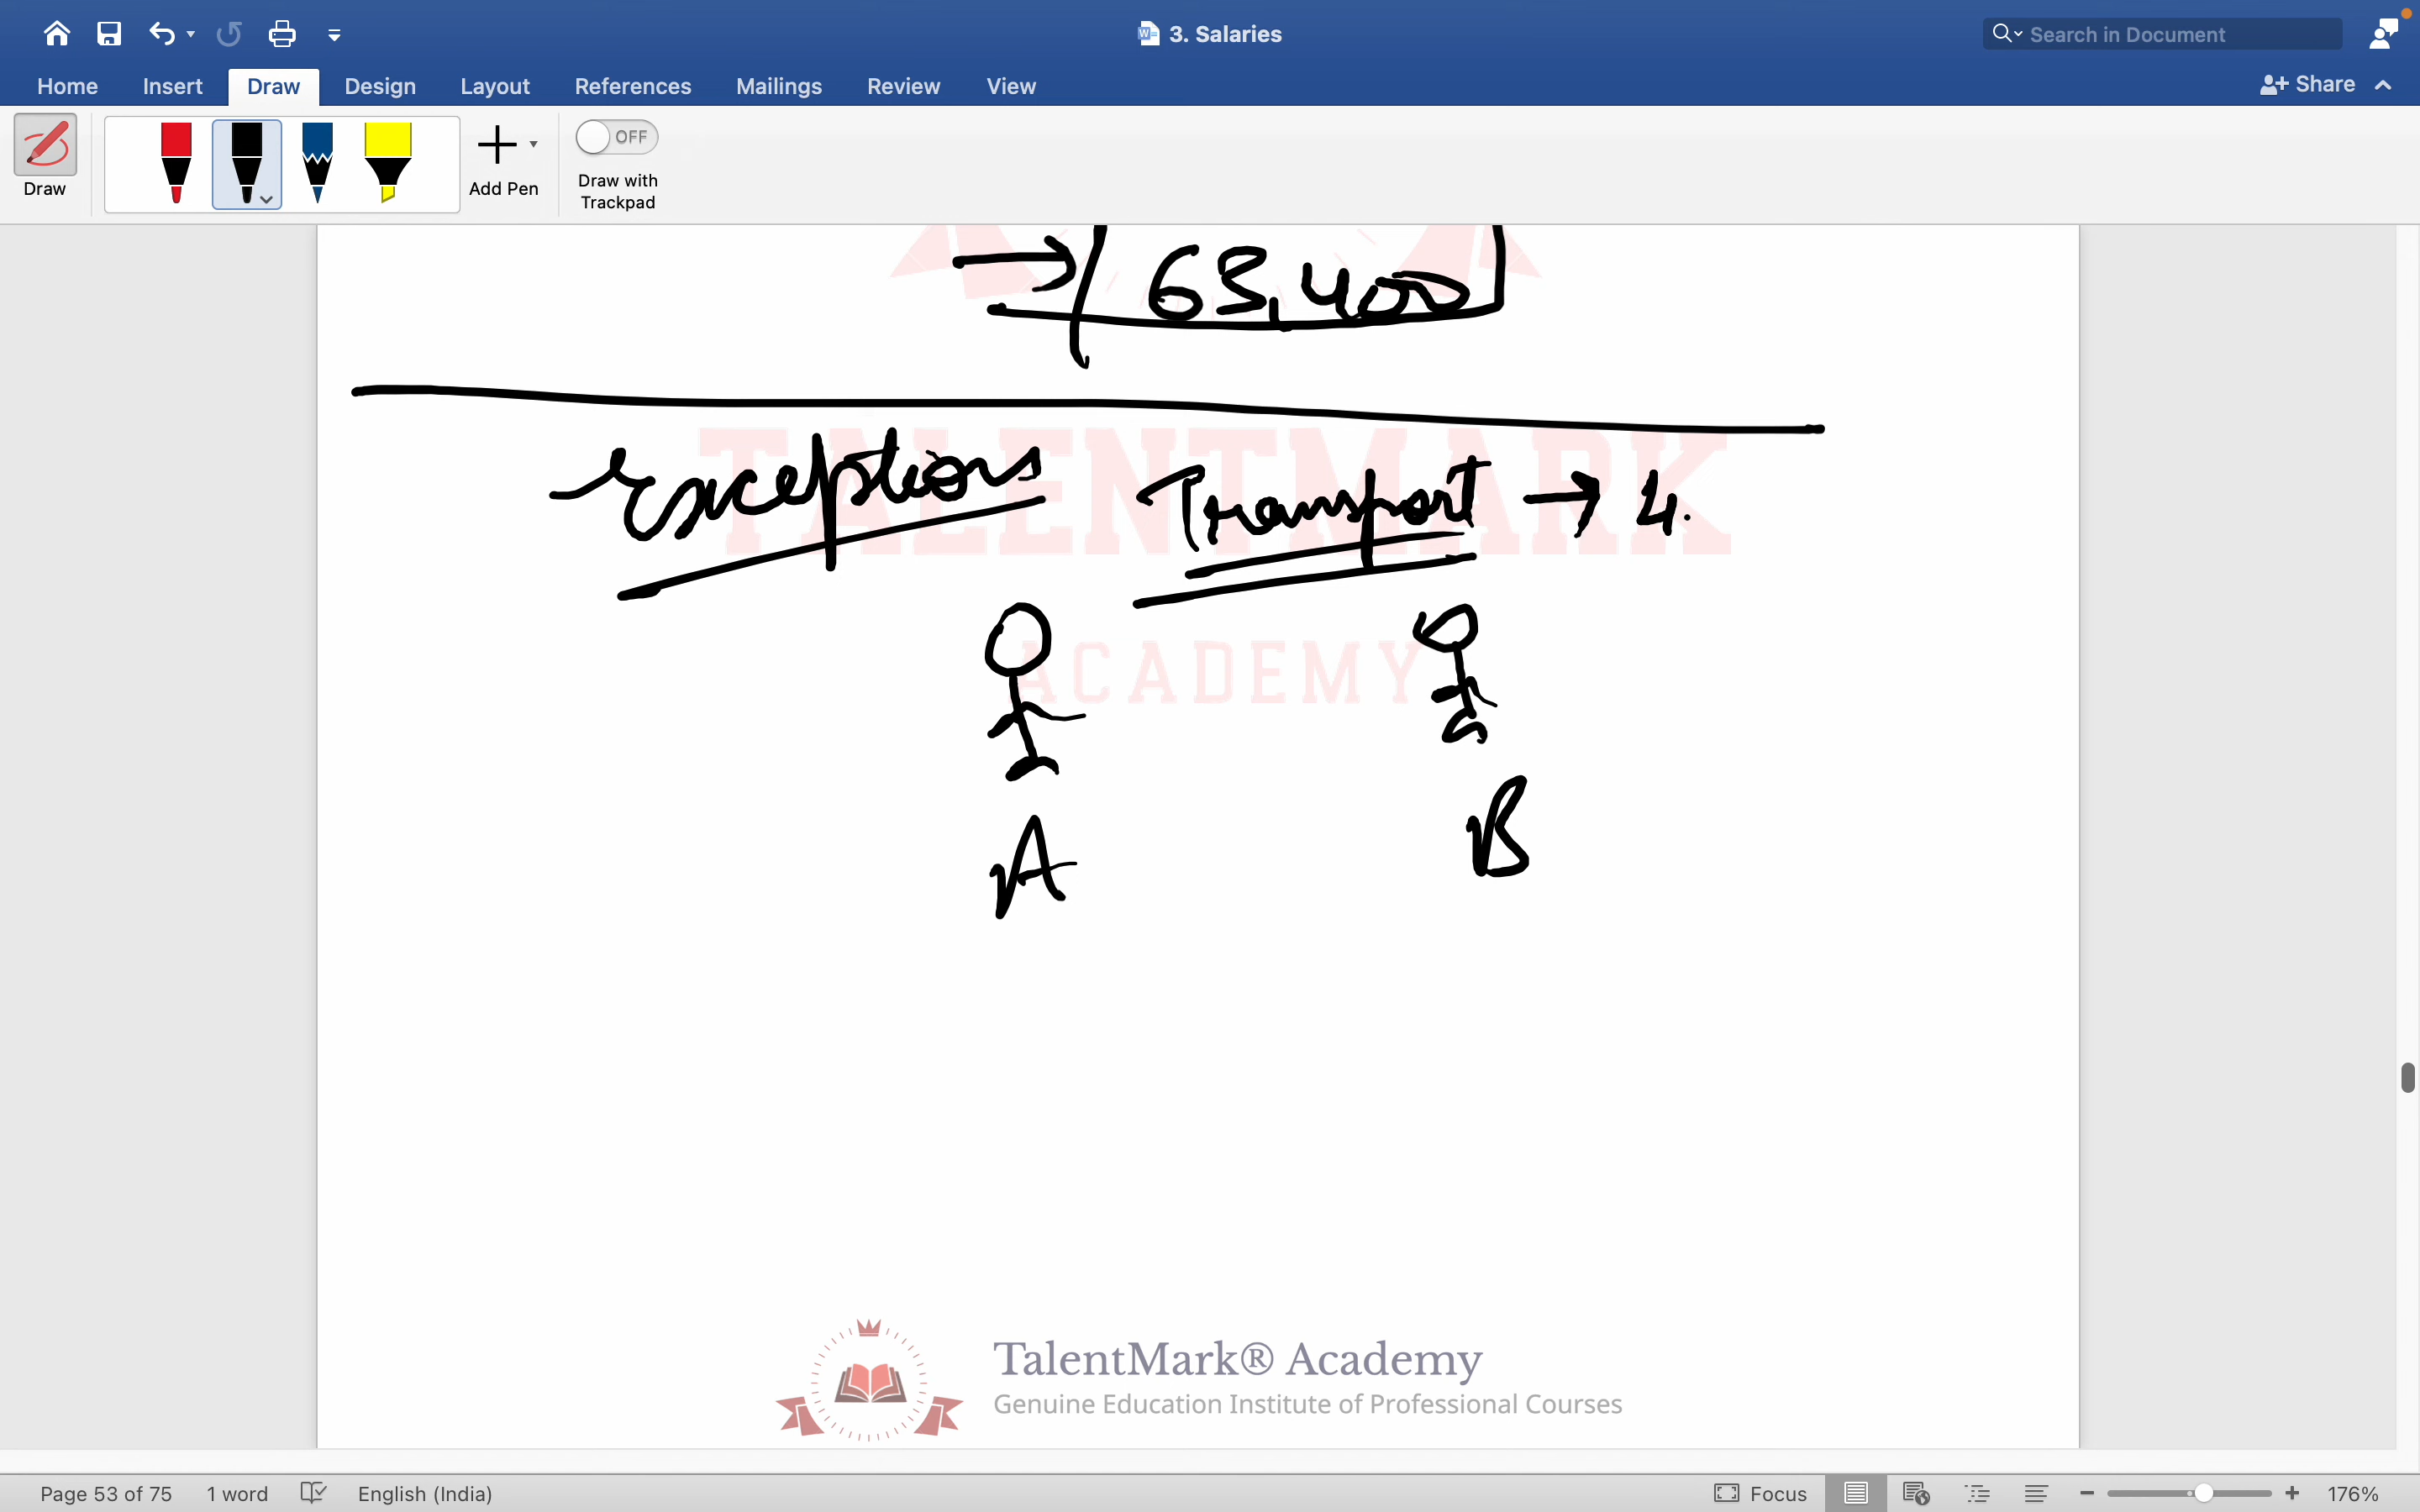 3. Salaries
Search in Document
Home Insert Draw Design Layout References Mailings Review View
Share
Draw
Add Pen
OFF
Draw with
Trackpad
→ 63,400
Exceptions Transport → 4.
TALENTMARK
ACADEMY
A B
TalentMark® Academy
Genuine Education Institute of Professional Courses
Page 53 of 75 1 word English (India) Focus 176%